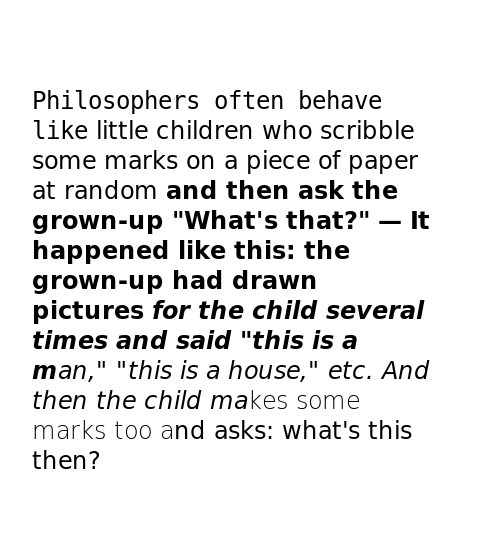 Philosophers often behave
like little children who scribble
some marks on a piece of paper
at random and then ask the
grown-up "What's that?" — It
happened like this: the
grown-up had drawn
pictures for the child several
times and said "this is a
man," "this is a house," etc. And
then the child makes some
marks too and asks: what's this
then?